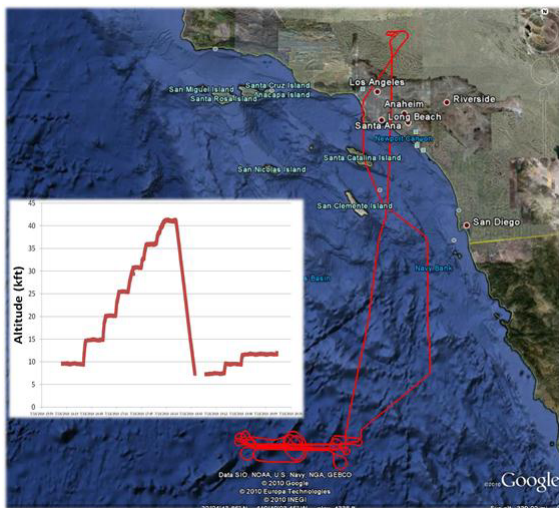 N
Los Angeles
Anaheim
Riverside
Long Beach
Santa Ana
Newport Canyon
Santa Cruz Island
San Miguel Island
Anacapa Island
Santa Rosa Island
Santa Catalina Island
San Nicolas Island
San Clemente Island
San Diego
Navy Bank
Basin
Altitude (kft)
45
40
35
30
25
20
15
10
5
0
Data SIO, NOAA, U.S. Navy, NGA, GEBCO
© 2010 Google
© 2010 Europa Technologies
© 2010 INEGI
©2010 Google